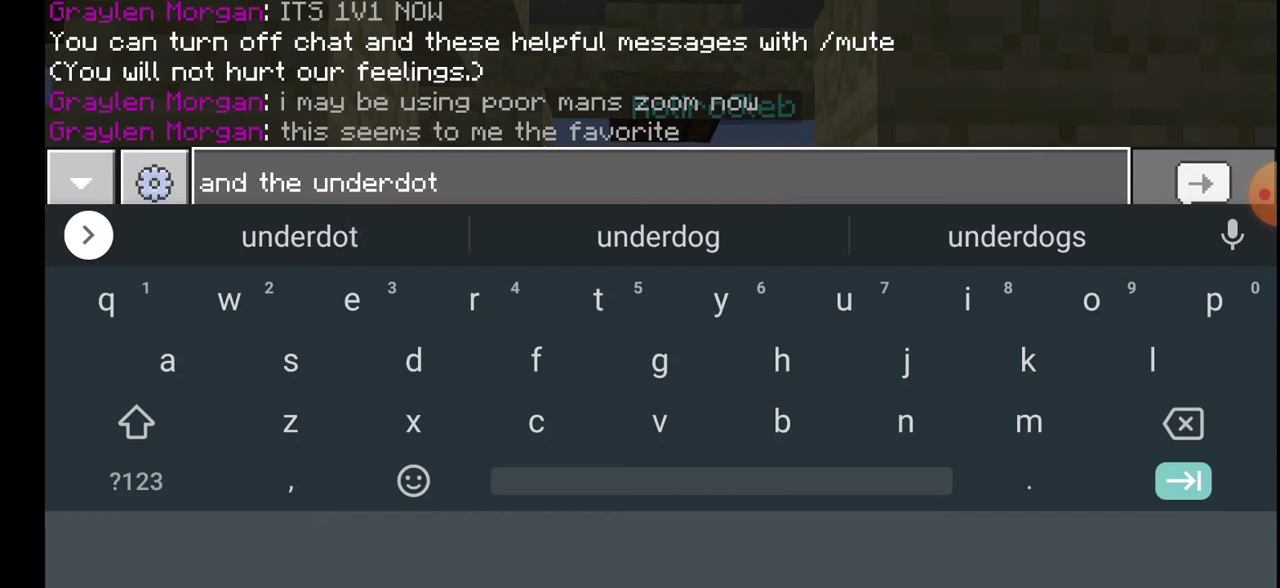 Graylen Morgan: ITS 1V1 NOW
You can turn off chat and these helpful messages with /mute
(You will not hurt our feelings.)
Graylen Morgan: i may be using poor mans zoom now
Graylen Morgan: this seems to me the favorite
and the underdot
underdot underdog underdogs
q 1 w 2 e 3 r 4 t 5 y 6 u 7 i 8 o 9 p 0
a s d f g h j k l
z x c v b n m
?123 , .